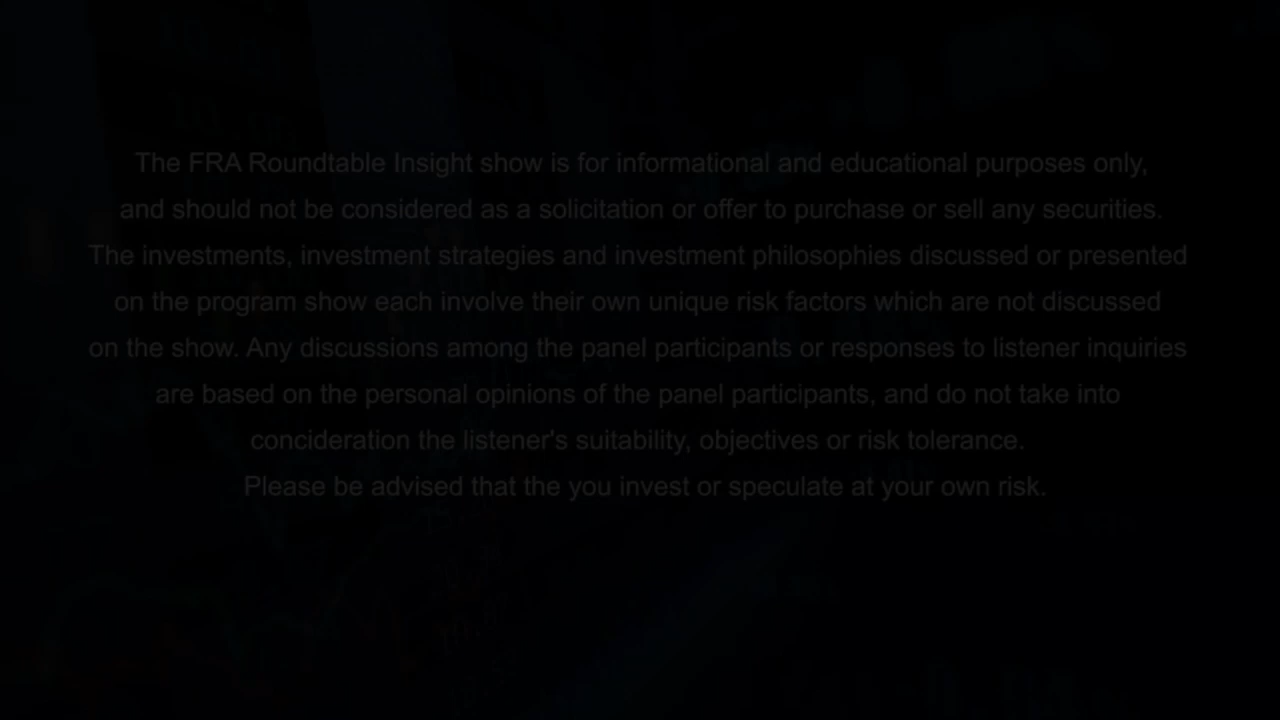 The FRA Roundtable Insight show is for informational and educational purposes only,
and should not be considered as a solicitation or offer to purchase or sell any securities.
The investments, investment strategies and investment philosophies discussed or presented
on the program show each involve their own unique risk factors which are not discussed
on the show. Any discussions among the panel participants or responses to listener inquiries
are based on the personal opinions of the panel participants, and do not take into
concideration the listener's suitability, objectives or risk tolerance.
Please be advised that the you invest or speculate at your own risk.